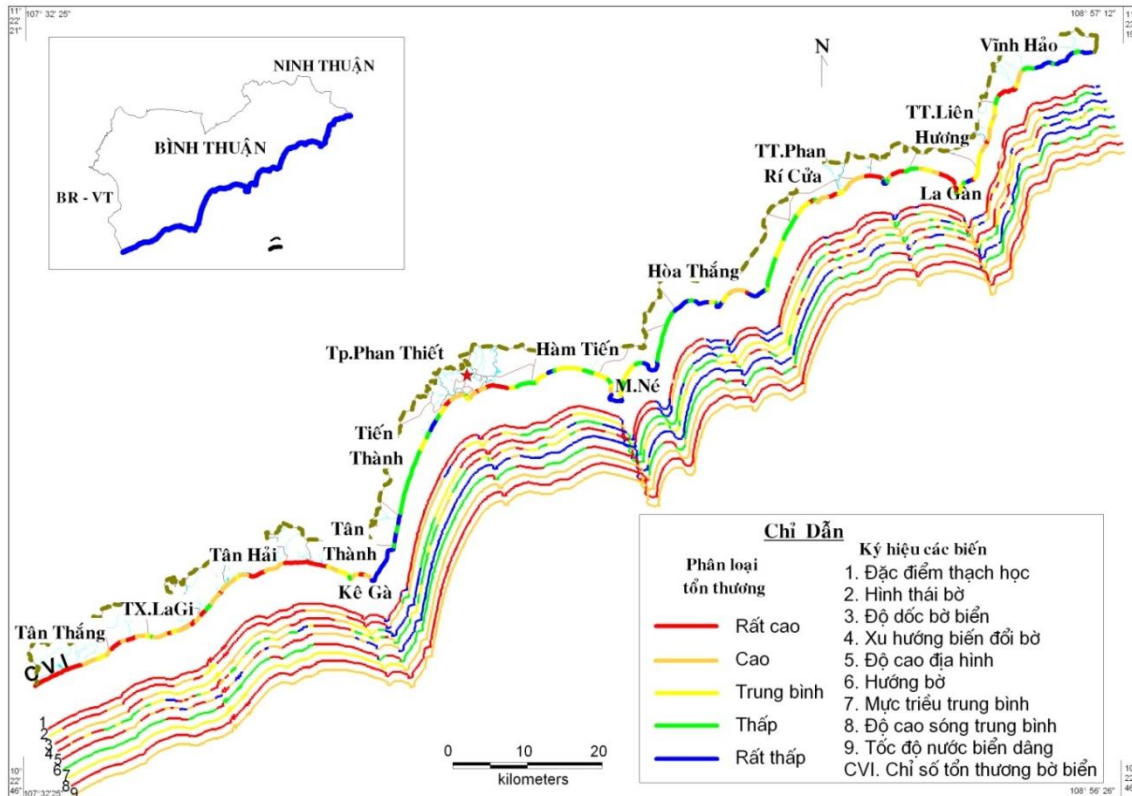 11° 22' 21"
107° 32' 25"
108° 57' 12"
NINH THUẬN
BÌNH THUẬN
BR - VT
N
Vĩnh Hảo
TT.Liên
Hương
TT.Phan
Rí Cửa
La Gàn
Hòa Thắng
Tp.Phan Thiết
Hàm Tiến
M.Né
Tiến
Thành
Tân
Thành
Tân Hải
Kê Gà
TX.LaGi
Tân Thắng
C V I
1
2
3
4
5
6
7
8
9
0 10 20
kilometers
Chỉ Dẫn
Phân loại
tổn thương
Rất cao
Cao
Trung bình
Thấp
Rất thấp
Ký hiệu các biến
1. Đặc điểm thạch học
2. Hình thái bờ
3. Độ dốc bờ biển
4. Xu hướng biến đổi bờ
5. Độ cao địa hình
6. Hướng bờ
7. Mực triều trung bình
8. Độ cao sóng trung bình
9. Tốc độ nước biển dâng
CVI. Chỉ số tổn thương bờ biển
10° 22' 46"
107° 32'25"
108° 56' 26"